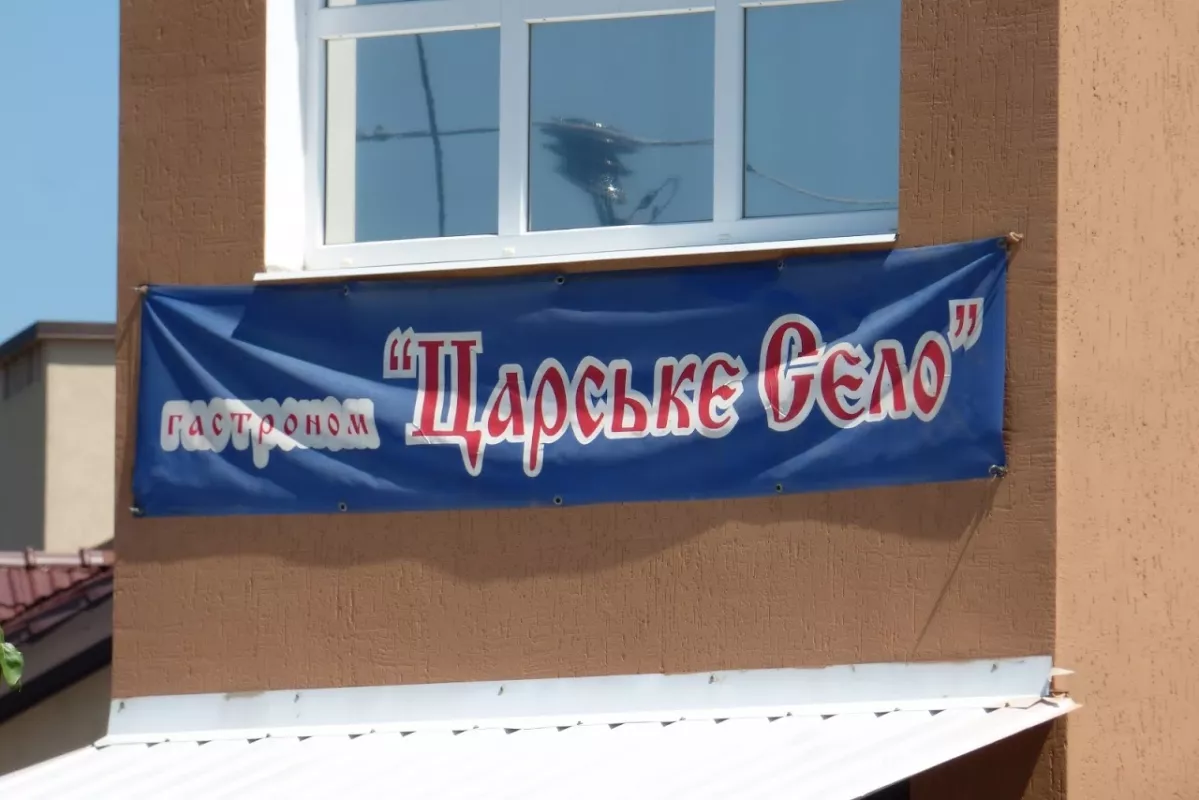 гастроном "Царське Село"